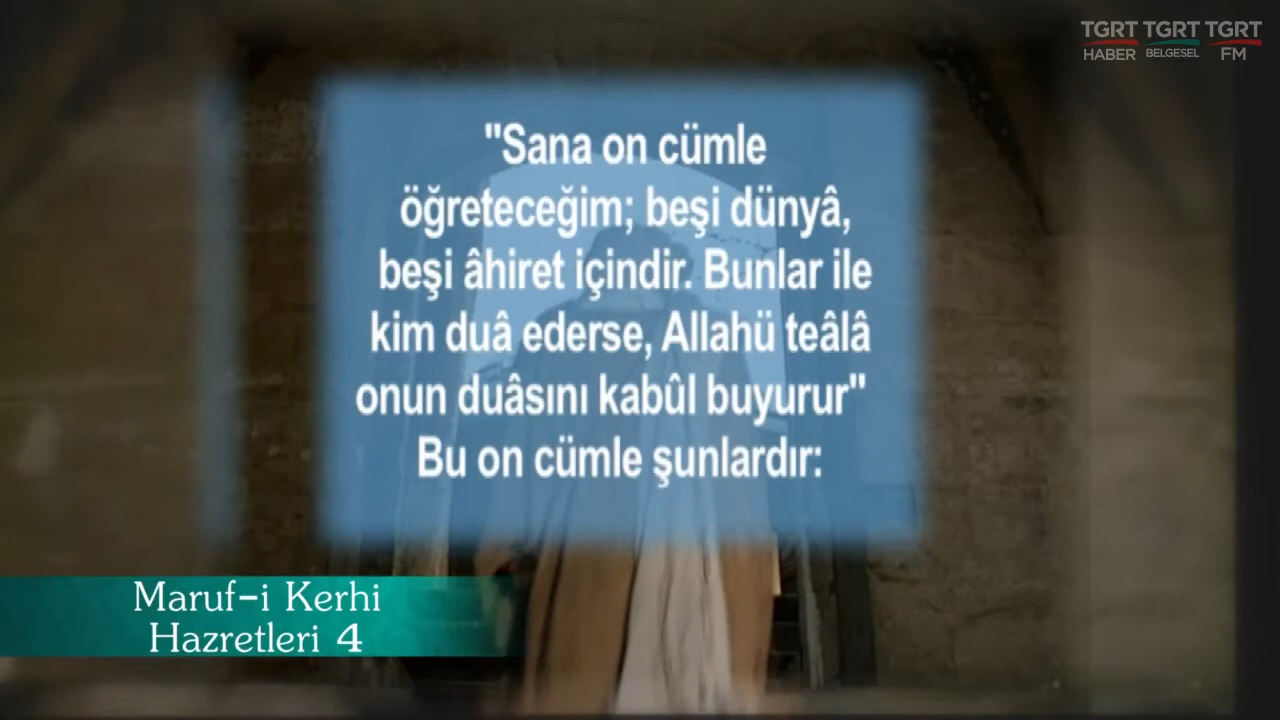 TGRT TGRT TGRT
HABER BELGESEL FM
"Sana on cümle
öğreteceğim; beşi dünyâ,
beşi âhiret içindir. Bunlar ile
kim duâ ederse, Allahü teâlâ
onun duâsını kabûl buyurur"
Bu on cümle şunlardır:
Maruf-i Kerhi
Hazretleri 4